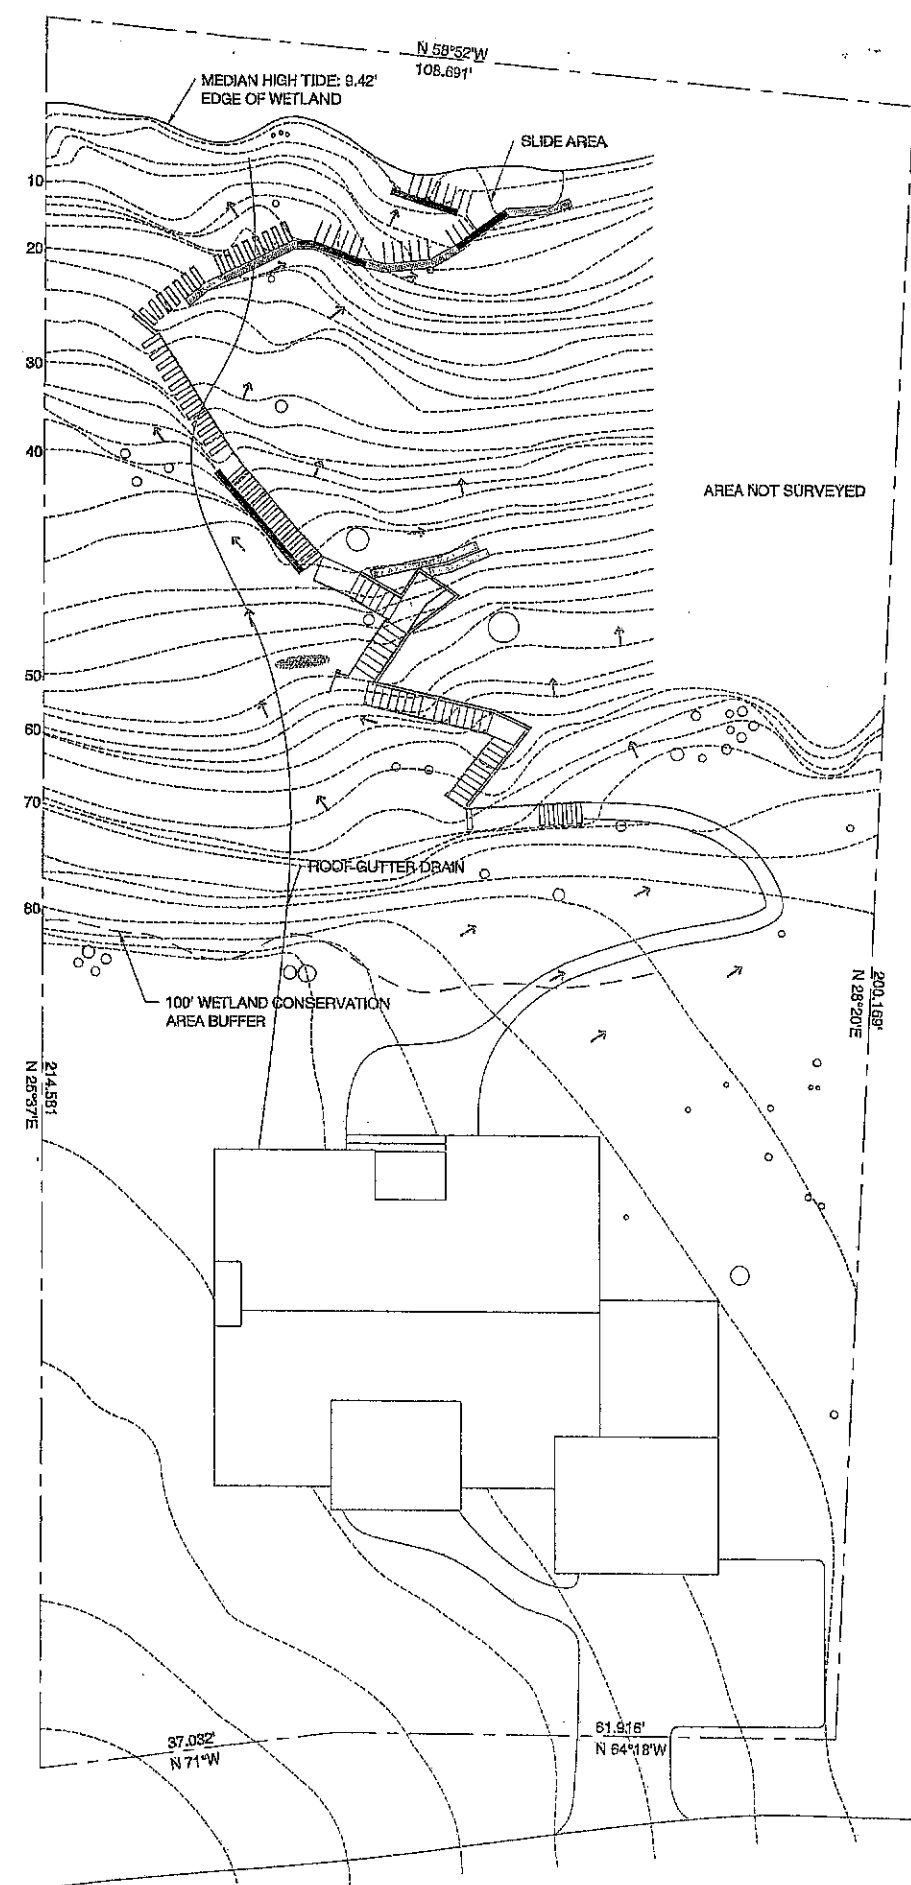 N 58°52'W
108.691'
MEDIAN HIGH TIDE: 9.42'
EDGE OF WETLAND
SLIDE AREA
10
20
30
40
AREA NOT SURVEYED
50
60
70
ROOF-GUTTER DRAIN
80
100' WETLAND CONSERVATION
AREA BUFFER
200.169'
N 28°20'E
214.581
N 25°37'E
37.032'
N 71°W
61.916'
N 64°18'W